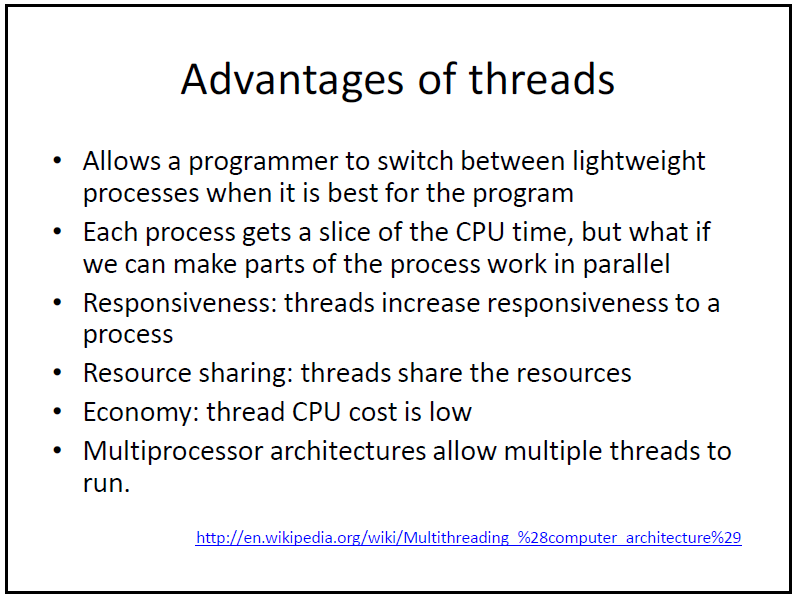 Advantages of threads
• Allows a programmer to switch between lightweight
processes when it is best for the program
• Each process gets a slice of the CPU time, but what if
we can make parts of the process work in parallel
• Responsiveness: threads increase responsiveness to a
process
• Resource sharing: threads share the resources
• Economy: thread CPU cost is low
• Multiprocessor architectures allow multiple threads to
run.
http://en.wikipedia.org/wiki/Multithreading_%28computer_architecture%29